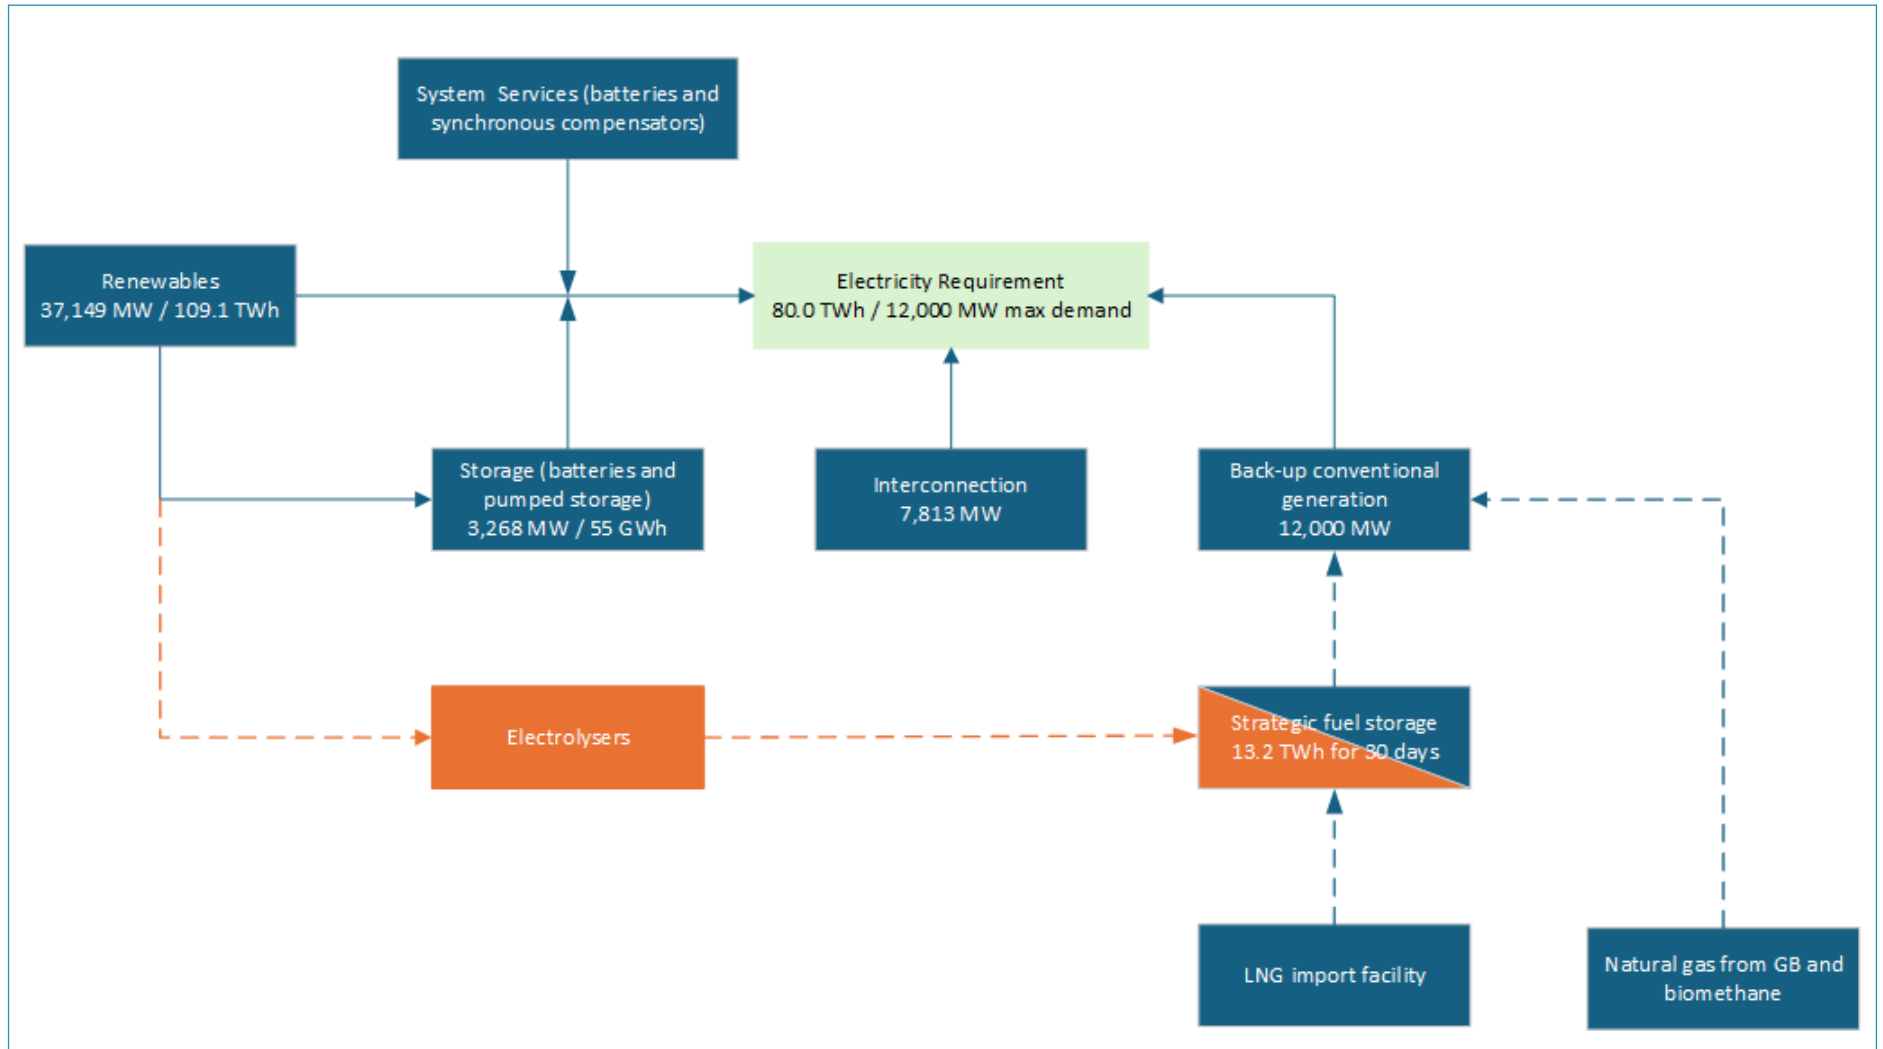 System Services (batteries and
synchronous compensators)
Renewables
37,149 MW / 109.1 TWh
Electricity Requirement
80.0 TWh / 12,000 MW max demand
Storage (batteries and
pumped storage)
3,268 MW / 55 GWh
Interconnection
7,813 MW
Back-up conventional
generation
12,000 MW
Electrolysers
Strategic fuel storage
13.2 TWh for 30 days
LNG import facility
Natural gas from GB and
biomethane